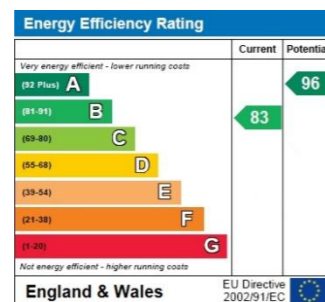 Energy Efficiency Rating
Current Potentia
Very energy efficient - lower running costs
(92 Plus) A
96
(81-91) B
83
(69-80) C
(55-68) D
(39-54) E
(21-38) F
(1-20) G
Not energy efficient - higher running costs
England & Wales
EU Directive
2002/91/EC